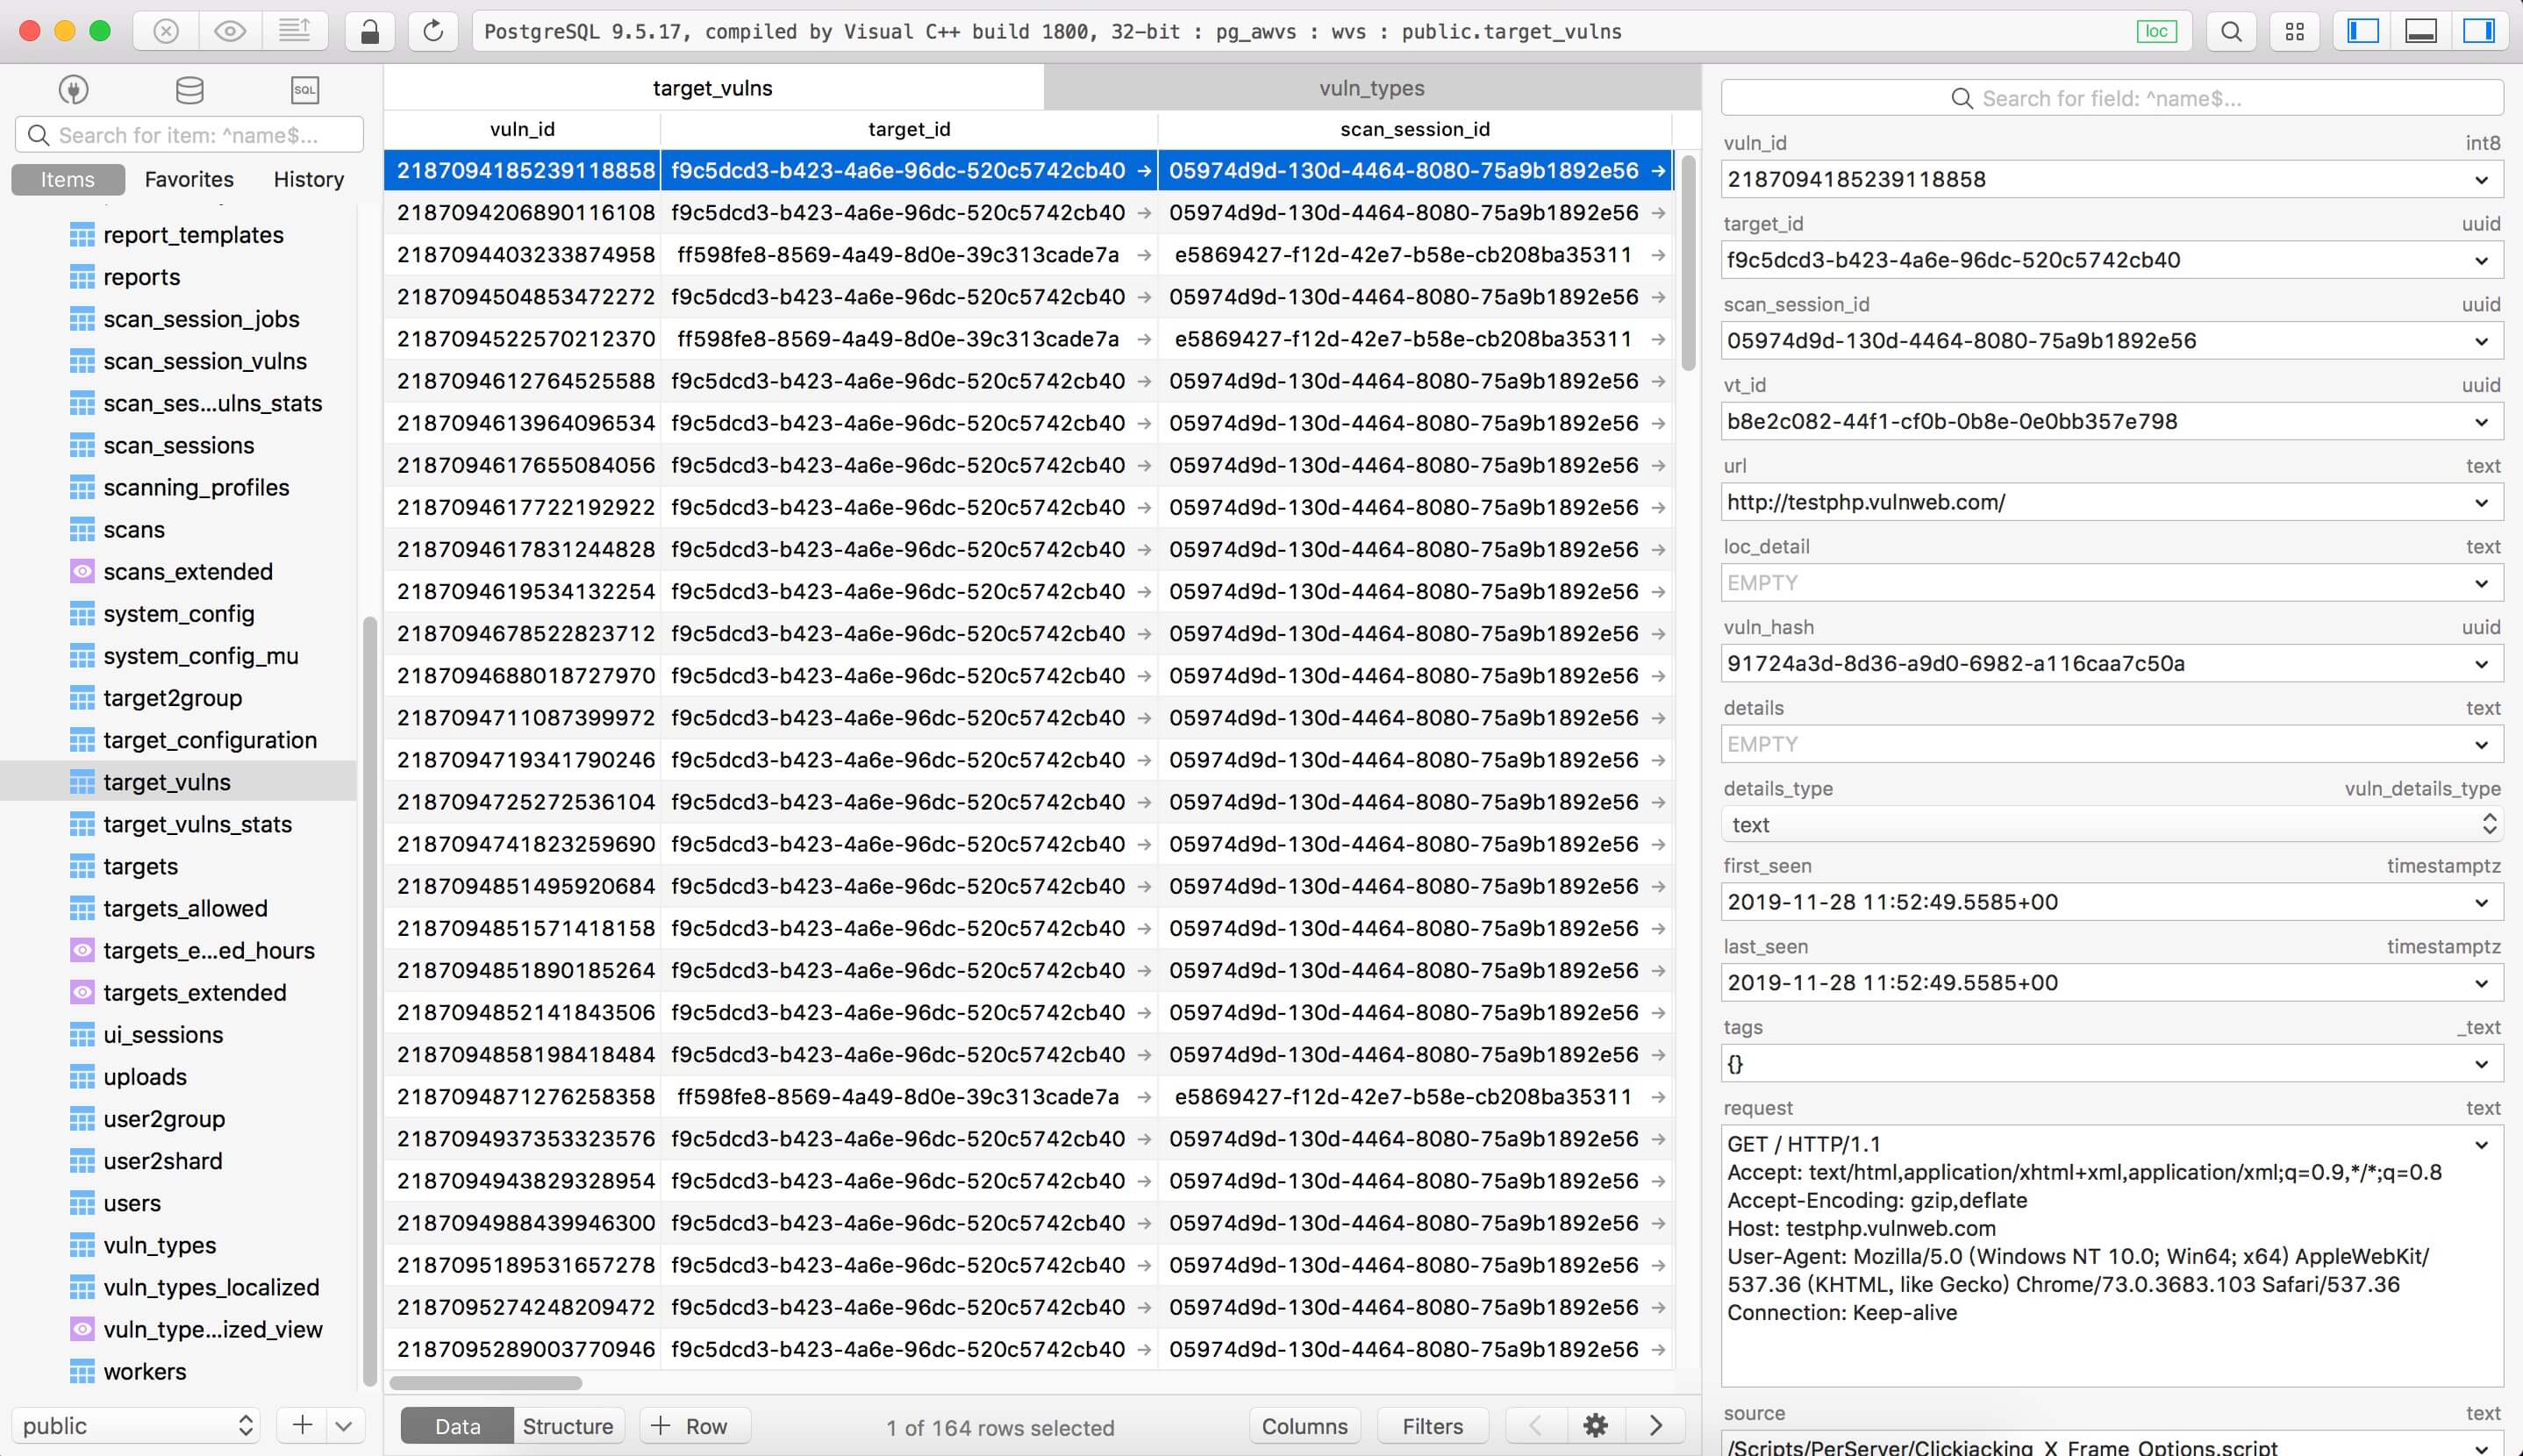 PostgreSQL 9.5.17, compiled by Visual C++ build 1800, 32-bit : pg_awvs : wvs : public.target_vulns
loc
SQL
Search for item: ^name$...
Items Favorites History
report_templates
reports
scan_session_jobs
scan_session_vulns
scan_ses...ulns_stats
scan_sessions
scanning_profiles
scans
scans_extended
system_config
system_config_mu
target2group
target_configuration
target_vulns
target_vulns_stats
targets
targets_allowed
targets_e...ed_hours
targets_extended
ui_sessions
uploads
user2group
user2shard
users
vuln_types
vuln_types_localized
vuln_type...ized_view
workers
public
target_vulns vuln_types
vuln_id target_id scan_session_id
2187094185239118858 f9c5dcd3-b423-4a6e-96dc-520c5742cb40 → 05974d9d-130d-4464-8080-75a9b1892e56 →
2187094206890116108 f9c5dcd3-b423-4a6e-96dc-520c5742cb40 → 05974d9d-130d-4464-8080-75a9b1892e56 →
2187094403233874958 ff598fe8-8569-4a49-8d0e-39c313cade7a → e5869427-f12d-42e7-b58e-cb208ba35311 →
2187094504853472272 f9c5dcd3-b423-4a6e-96dc-520c5742cb40 → 05974d9d-130d-4464-8080-75a9b1892e56 →
2187094522570212370 ff598fe8-8569-4a49-8d0e-39c313cade7a → e5869427-f12d-42e7-b58e-cb208ba35311 →
2187094612764525588 f9c5dcd3-b423-4a6e-96dc-520c5742cb40 → 05974d9d-130d-4464-8080-75a9b1892e56 →
2187094613964096534 f9c5dcd3-b423-4a6e-96dc-520c5742cb40 → 05974d9d-130d-4464-8080-75a9b1892e56 →
2187094617655084056 f9c5dcd3-b423-4a6e-96dc-520c5742cb40 → 05974d9d-130d-4464-8080-75a9b1892e56 →
2187094617722192922 f9c5dcd3-b423-4a6e-96dc-520c5742cb40 → 05974d9d-130d-4464-8080-75a9b1892e56 →
2187094617831244828 f9c5dcd3-b423-4a6e-96dc-520c5742cb40 → 05974d9d-130d-4464-8080-75a9b1892e56 →
2187094619534132254 f9c5dcd3-b423-4a6e-96dc-520c5742cb40 → 05974d9d-130d-4464-8080-75a9b1892e56 →
2187094678522823712 f9c5dcd3-b423-4a6e-96dc-520c5742cb40 → 05974d9d-130d-4464-8080-75a9b1892e56 →
2187094688018727970 f9c5dcd3-b423-4a6e-96dc-520c5742cb40 → 05974d9d-130d-4464-8080-75a9b1892e56 →
2187094711087399972 f9c5dcd3-b423-4a6e-96dc-520c5742cb40 → 05974d9d-130d-4464-8080-75a9b1892e56 →
2187094719341790246 f9c5dcd3-b423-4a6e-96dc-520c5742cb40 → 05974d9d-130d-4464-8080-75a9b1892e56 →
2187094725272536104 f9c5dcd3-b423-4a6e-96dc-520c5742cb40 → 05974d9d-130d-4464-8080-75a9b1892e56 →
2187094741823259690 f9c5dcd3-b423-4a6e-96dc-520c5742cb40 → 05974d9d-130d-4464-8080-75a9b1892e56 →
2187094851495920684 f9c5dcd3-b423-4a6e-96dc-520c5742cb40 → 05974d9d-130d-4464-8080-75a9b1892e56 →
2187094851571418158 f9c5dcd3-b423-4a6e-96dc-520c5742cb40 → 05974d9d-130d-4464-8080-75a9b1892e56 →
2187094851890185264 f9c5dcd3-b423-4a6e-96dc-520c5742cb40 → 05974d9d-130d-4464-8080-75a9b1892e56 →
2187094852141843506 f9c5dcd3-b423-4a6e-96dc-520c5742cb40 → 05974d9d-130d-4464-8080-75a9b1892e56 →
2187094858198418484 f9c5dcd3-b423-4a6e-96dc-520c5742cb40 → 05974d9d-130d-4464-8080-75a9b1892e56 →
2187094871276258358 ff598fe8-8569-4a49-8d0e-39c313cade7a → e5869427-f12d-42e7-b58e-cb208ba35311 →
2187094937353323576 f9c5dcd3-b423-4a6e-96dc-520c5742cb40 → 05974d9d-130d-4464-8080-75a9b1892e56 →
2187094943829328954 f9c5dcd3-b423-4a6e-96dc-520c5742cb40 → 05974d9d-130d-4464-8080-75a9b1892e56 →
2187094988439946300 f9c5dcd3-b423-4a6e-96dc-520c5742cb40 → 05974d9d-130d-4464-8080-75a9b1892e56 →
2187095189531657278 f9c5dcd3-b423-4a6e-96dc-520c5742cb40 → 05974d9d-130d-4464-8080-75a9b1892e56 →
2187095274248209472 f9c5dcd3-b423-4a6e-96dc-520c5742cb40 → 05974d9d-130d-4464-8080-75a9b1892e56 →
2187095289003770946 f9c5dcd3-b423-4a6e-96dc-520c5742cb40 → 05974d9d-130d-4464-8080-75a9b1892e56 →
Data Structure + Row 1 of 164 rows selected Columns Filters
Search for field: ^name$...
vuln_id int8
2187094185239118858
target_id uuid
f9c5dcd3-b423-4a6e-96dc-520c5742cb40
scan_session_id uuid
05974d9d-130d-4464-8080-75a9b1892e56
vt_id uuid
b8e2c082-44f1-cf0b-0b8e-0e0bb357e798
url text
http://testphp.vulnweb.com/
loc_detail text
EMPTY
vuln_hash uuid
91724a3d-8d36-a9d0-6982-a116caa7c50a
details text
EMPTY
details_type vuln_details_type
text
first_seen timestamptz
2019-11-28 11:52:49.5585+00
last_seen timestamptz
2019-11-28 11:52:49.5585+00
tags _text
{}
request text
GET / HTTP/1.1
Accept: text/html,application/xhtml+xml,application/xml;q=0.9,*/*;q=0.8
Accept-Encoding: gzip,deflate
Host: testphp.vulnweb.com
User-Agent: Mozilla/5.0 (Windows NT 10.0; Win64; x64) AppleWebKit/
537.36 (KHTML, like Gecko) Chrome/73.0.3683.103 Safari/537.36
Connection: Keep-alive
source text
/Scripts/PerServer/Clickjacking_X_Frame_Options.script